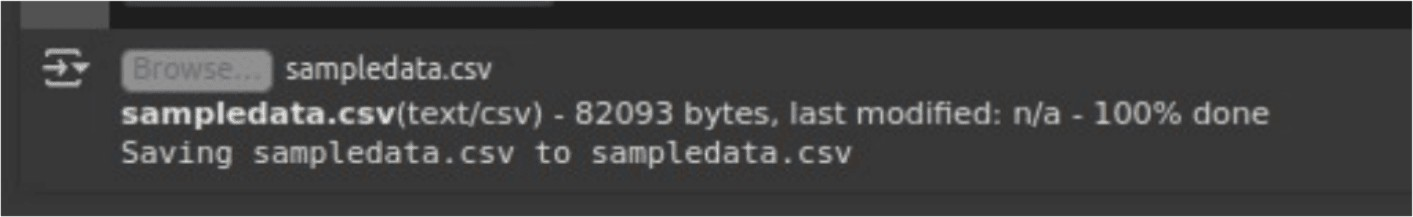 Browse... sampledata.csv
sampledata.csv(text/csv) - 82093 bytes, last modified: n/a - 100% done
Saving sampledata.csv to sampledata.csv